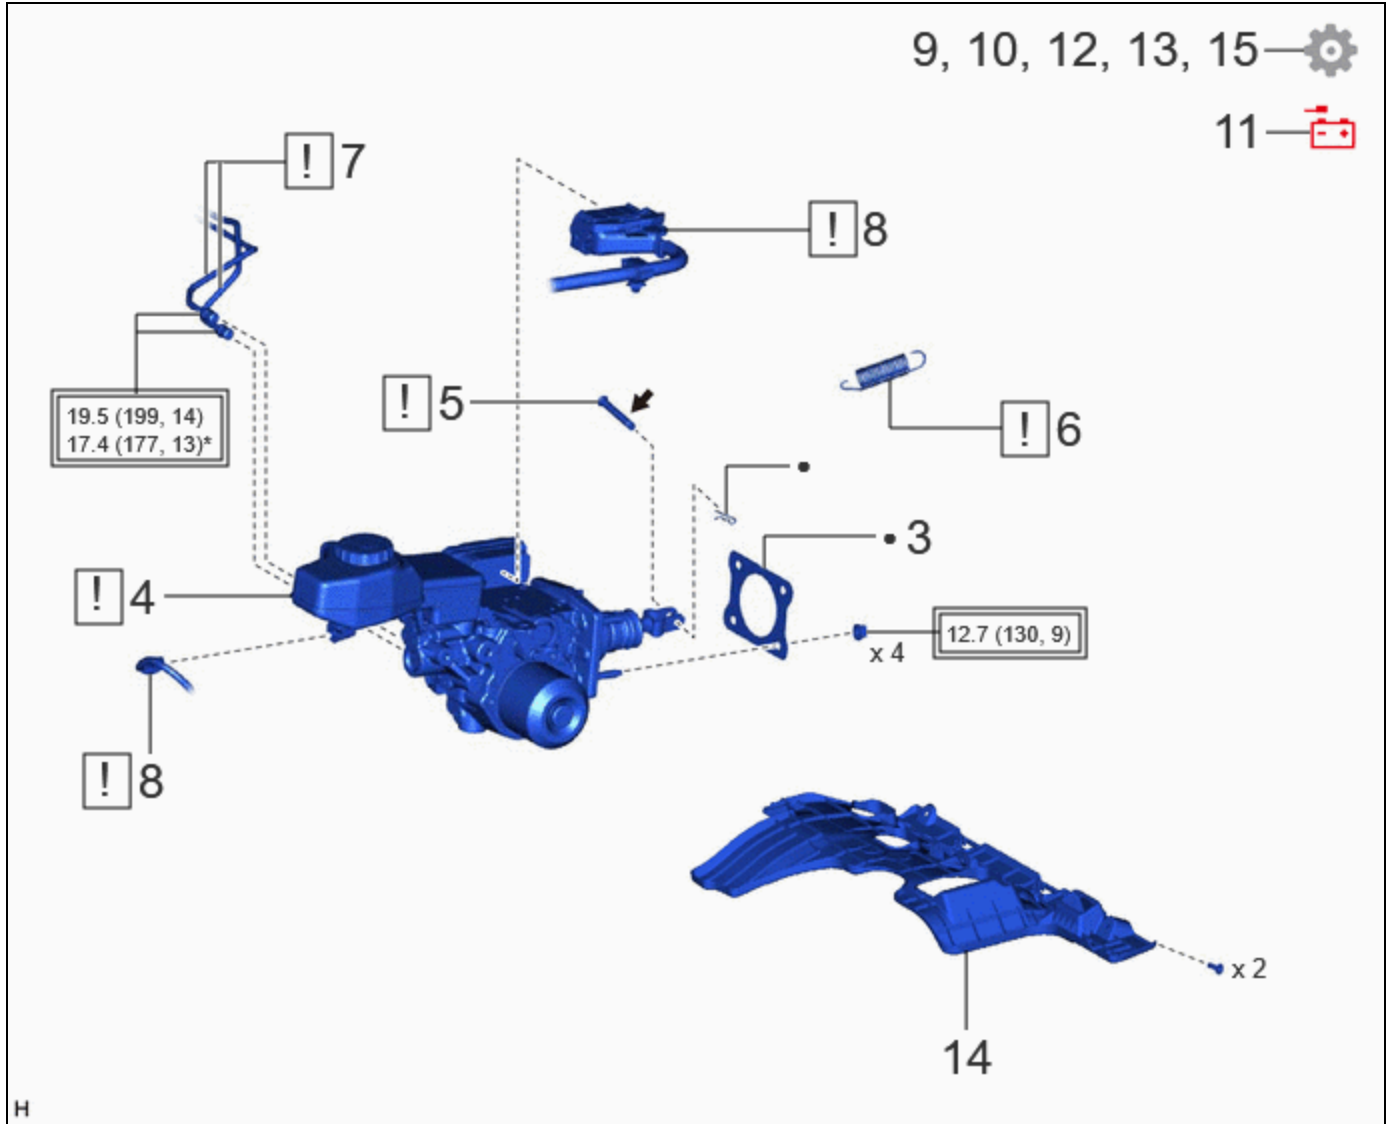 9, 10, 12, 13, 15
11
! 7
! 8
19.5 (199, 14)
17.4 (177, 13)*
! 5
! 6
• 
• 3
! 4
12.7 (130, 9)
x 4
! 8
x 2
14
H